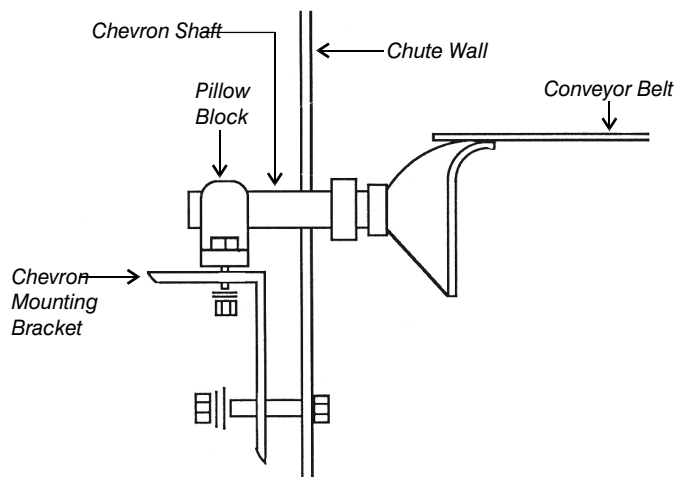 Chevron Shaft
Chute Wall
Pillow
Block
Conveyor Belt
Chevron
Mounting
Bracket